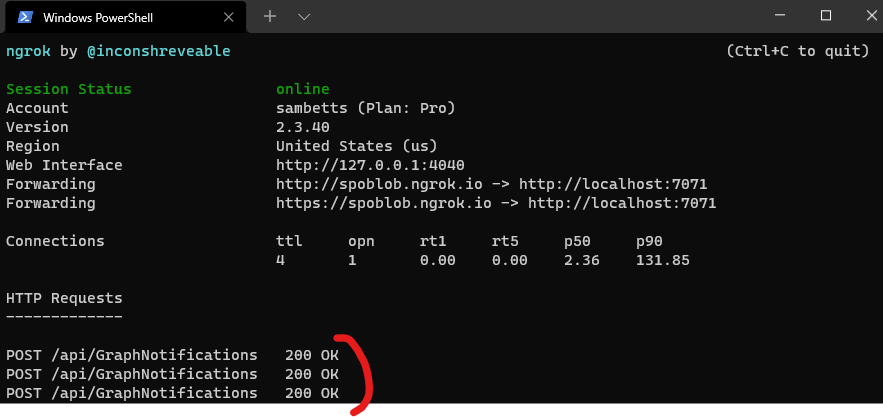 Windows PowerShell
ngrok by @inconshreveable (Ctrl+C to quit)
Session Status online
Account sambetts (Plan: Pro)
Version 2.3.40
Region United States (us)
Web Interface http://127.0.0.1:4040
Forwarding http://spoblob.ngrok.io -> http://localhost:7071
Forwarding https://spoblob.ngrok.io -> http://localhost:7071
Connections ttl opn rt1 rt5 p50 p90
4 1 0.00 0.00 2.36 131.85
HTTP Requests
-------------
POST /api/GraphNotifications 200 OK
POST /api/GraphNotifications 200 OK
POST /api/GraphNotifications 200 OK